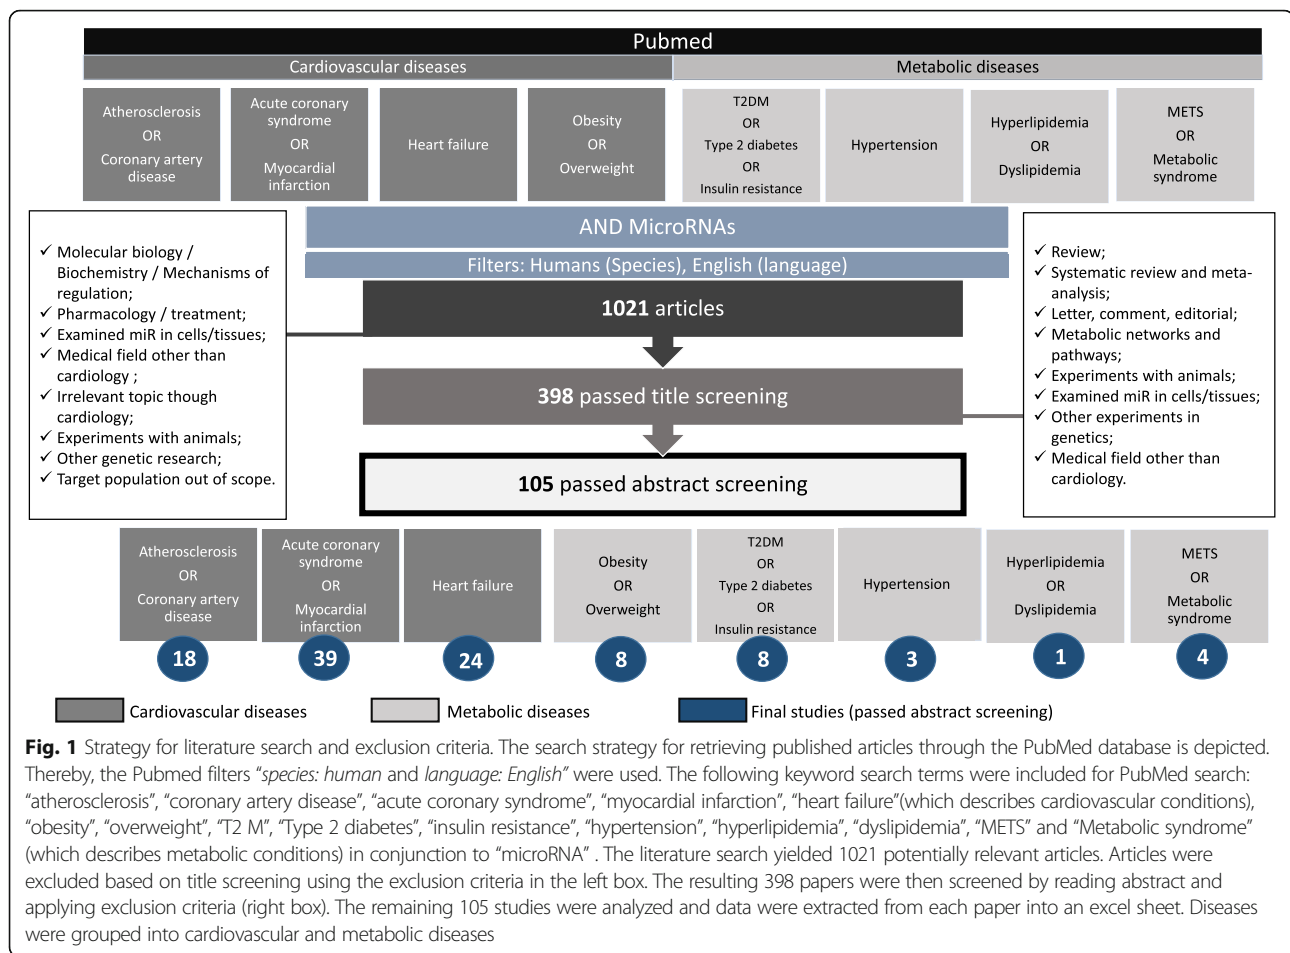 Pubmed
Cardiovascular diseases
Metabolic diseases
Atherosclerosis
OR
Coronary artery
disease
Acute coronary
syndrome
OR
Myocardial
infarction
Heart failure
Obesity
OR
Overweight
T2DM
OR
Type 2 diabetes
OR
Insulin resistance
Hypertension
Hyperlipidemia
OR
Dyslipidemia
METS
OR
Metabolic
syndrome
AND MicroRNAs
Filters: Humans (Species), English (language)
✓ Molecular biology /
Biochemistry / Mechanisms of
regulation;
✓ Pharmacology / treatment;
✓ Examined miR in cells/tissues;
✓ Medical field other than
cardiology ;
✓ Irrelevant topic though
cardiology;
✓ Experiments with animals;
✓ Other genetic research;
✓ Target population out of scope.
1021 articles
398 passed title screening
105 passed abstract screening
✓ Review;
✓ Systematic review and meta-
analysis;
✓ Letter, comment, editorial;
✓ Metabolic networks and
pathways;
✓ Experiments with animals;
✓ Examined miR in cells/tissues;
✓ Other experiments in
genetics;
✓ Medical field other than
cardiology.
Atherosclerosis
OR
Coronary artery
disease
18
Acute coronary
syndrome
OR
Myocardial
infarction
39
Heart failure
24
Obesity
OR
Overweight
8
T2DM
OR
Type 2 diabetes
OR
Insulin resistance
8
Hypertension
3
Hyperlipidemia
OR
Dyslipidemia
1
METS
OR
Metabolic
syndrome
4
Cardiovascular diseases
Metabolic diseases
Final studies (passed abstract screening)
Fig. 1 Strategy for literature search and exclusion criteria. The search strategy for retrieving published articles through the PubMed database is depicted.
Thereby, the Pubmed filters “species: human and language: English” were used. The following keyword search terms were included for PubMed search:
“atherosclerosis”, “coronary artery disease”, “acute coronary syndrome”, “myocardial infarction”, “heart failure”(which describes cardiovascular conditions),
“obesity”, “overweight”, “T2 M”, “Type 2 diabetes”, “insulin resistance”, “hypertension”, “hyperlipidemia”, “dyslipidemia”, “METS” and “Metabolic syndrome”
(which describes metabolic conditions) in conjunction to “microRNA” . The literature search yielded 1021 potentially relevant articles. Articles were
excluded based on title screening using the exclusion criteria in the left box. The resulting 398 papers were then screened by reading abstract and
applying exclusion criteria (right box). The remaining 105 studies were analyzed and data were extracted from each paper into an excel sheet. Diseases
were grouped into cardiovascular and metabolic diseases